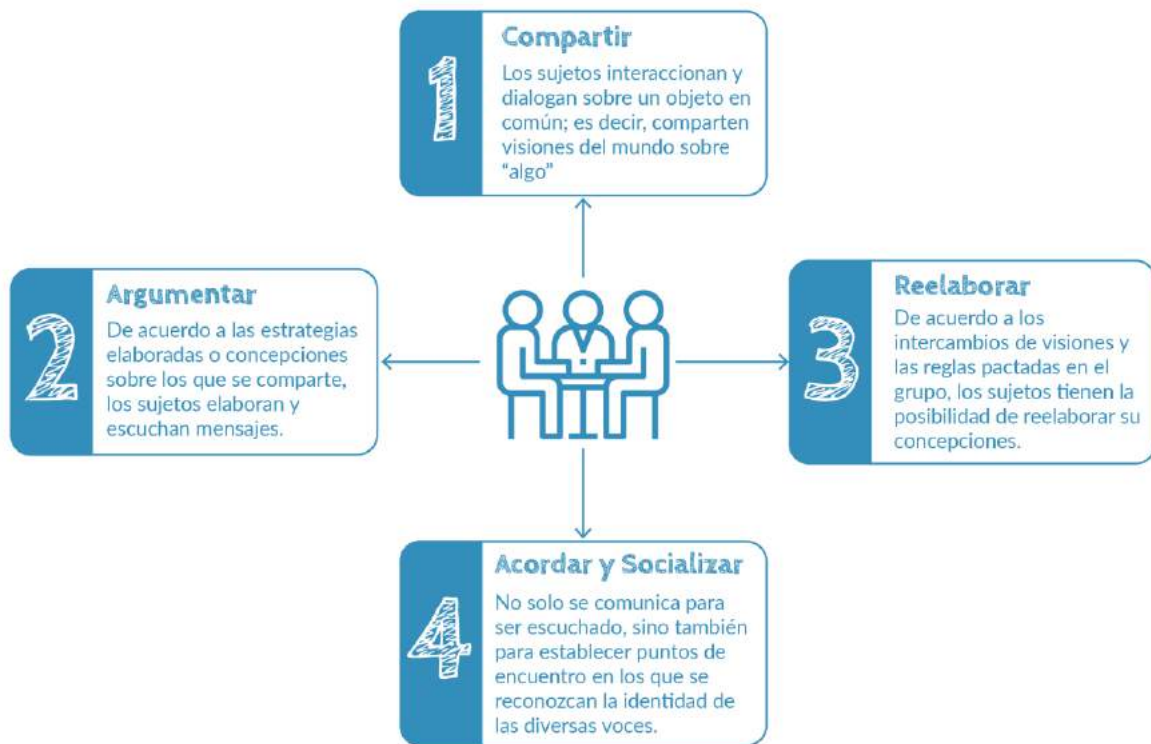 1
Compartir
Los sujetos interaccionan y
dialogan sobre un objeto en
común; es decir, comparten
visiones del mundo sobre
“algo”
2
Argumentar
De acuerdo a las estrategias
elaboradas o concepciones
sobre los que se comparte,
los sujetos elaboran y
escuchan mensajes.
3
Reelaborar
De acuerdo a los
intercambios de visiones y
las reglas pactadas en el
grupo, los sujetos tienen la
posibilidad de reelaborar su
concepciones.
4
Acordar y Socializar
No solo se comunica para
ser escuchado, sino también
para establecer puntos de
encuentro en los que se
reconozcan la identidad de
las diversas voces.